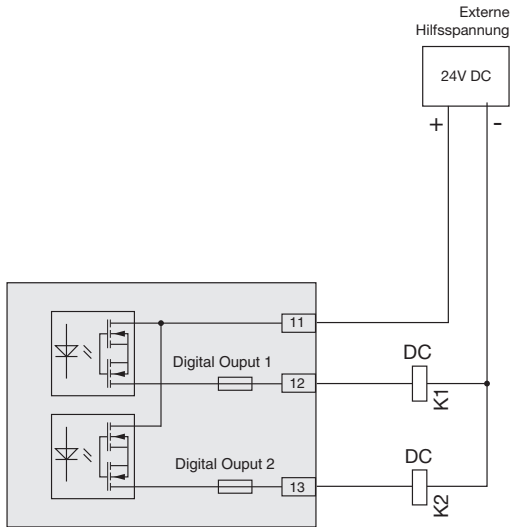 Externe
Hilfsspannung
24V DC
+ -
11
Digital Ouput 1
12
DC
K1
Digital Ouput 2
13
DC
K2